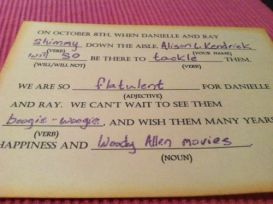 ON OCTOBER 8TH, WHEN DANIELLE AND RAY
Shimmy DOWN THE AISLE, Alison L. Kendrick
(VERB) (YOUR NAME)
will SO BE THERE TO tackle THEM.
(WILL/WILL NOT) (VERB)
WE ARE SO flatulent FOR DANIELLE
(ADJECTIVE)
AND RAY. WE CAN'T WAIT TO SEE THEM
boogie-woogie, AND WISH THEM MANY YEARS
(VERB)
HAPPINESS AND Woody Allen movies
(NOUN)